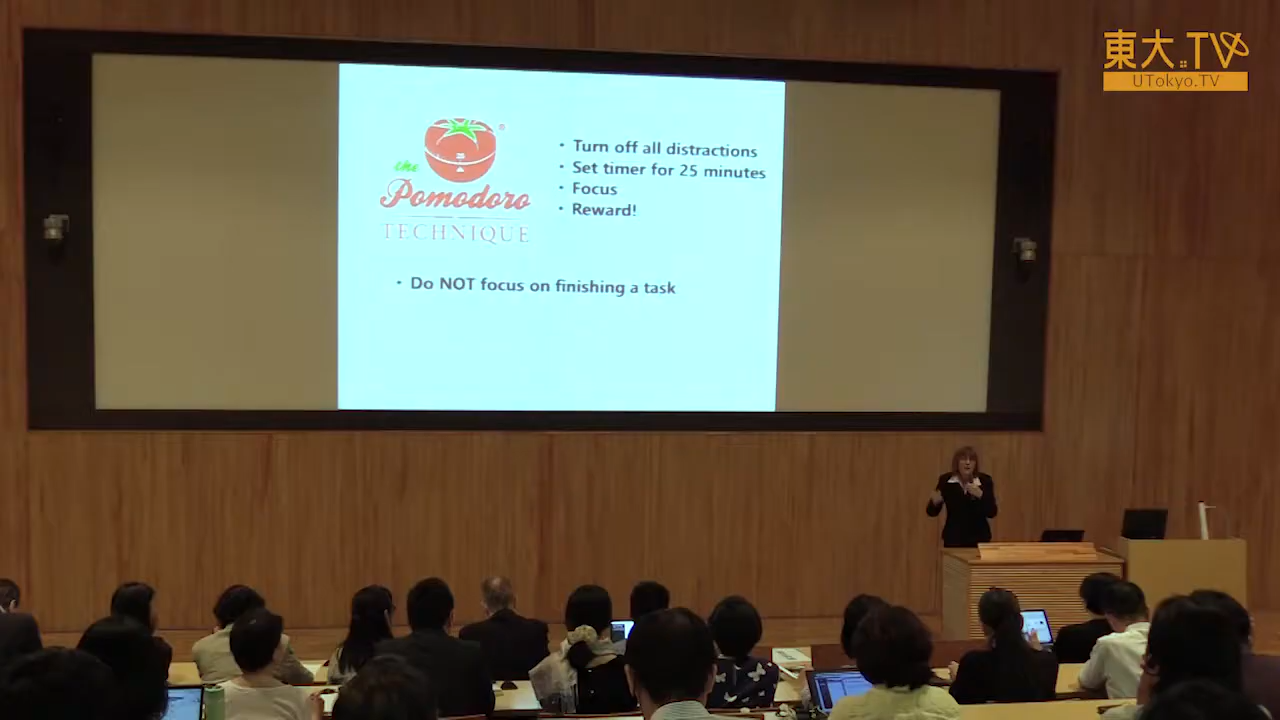 東大.TV
UTokyo.TV
the
Pomodoro
TECHNIQUE
• Turn off all distractions
• Set timer for 25 minutes
• Focus
• Reward!
• Do NOT focus on finishing a task